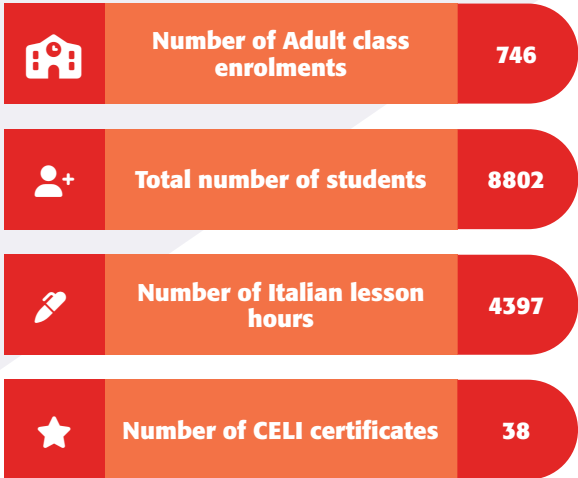 Number of Adult class
enrolments
746
Total number of students
8802
Number of Italian lesson
hours
4397
Number of CELI certificates
38